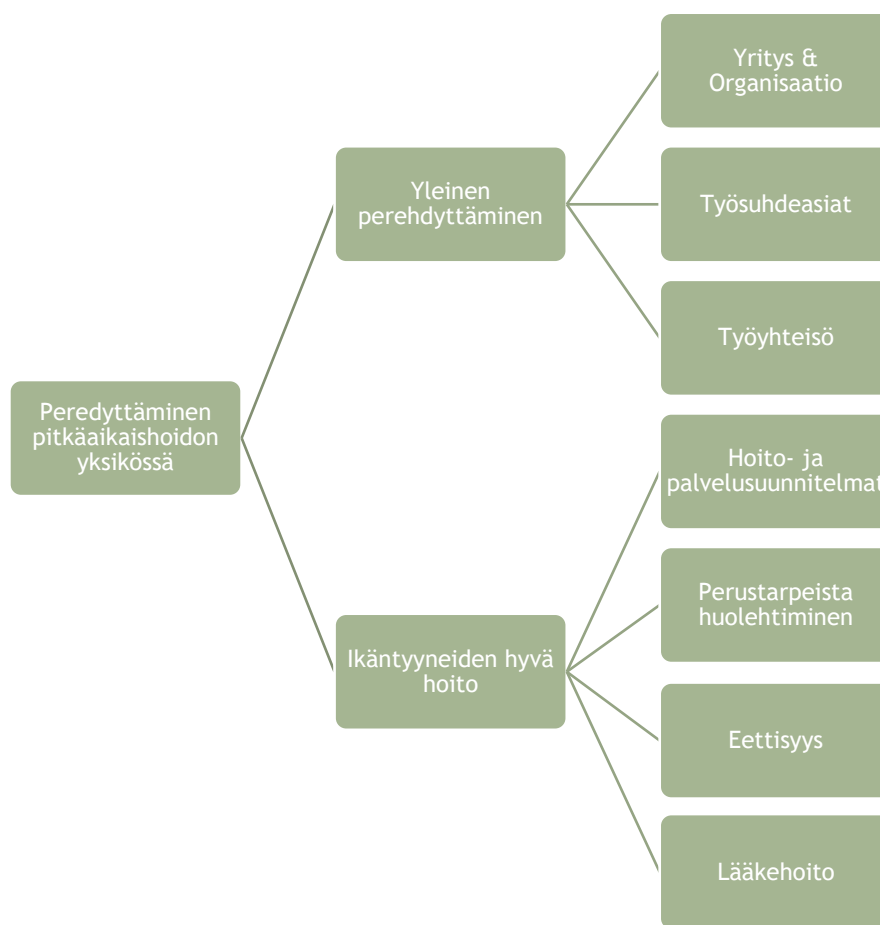 Peredyttäminen
pitkäaikaishoidon
yksikössä
Yleinen
perehdyttäminen
Yritys &
Organisaatio
Työsuhdeasiat
Työyhteisö
Ikäntyyneiden hyvä
hoito
Hoito- ja
palvelusuunnitelmat
Perustarpeista
huolehtiminen
Eettisyys
Lääkehoito